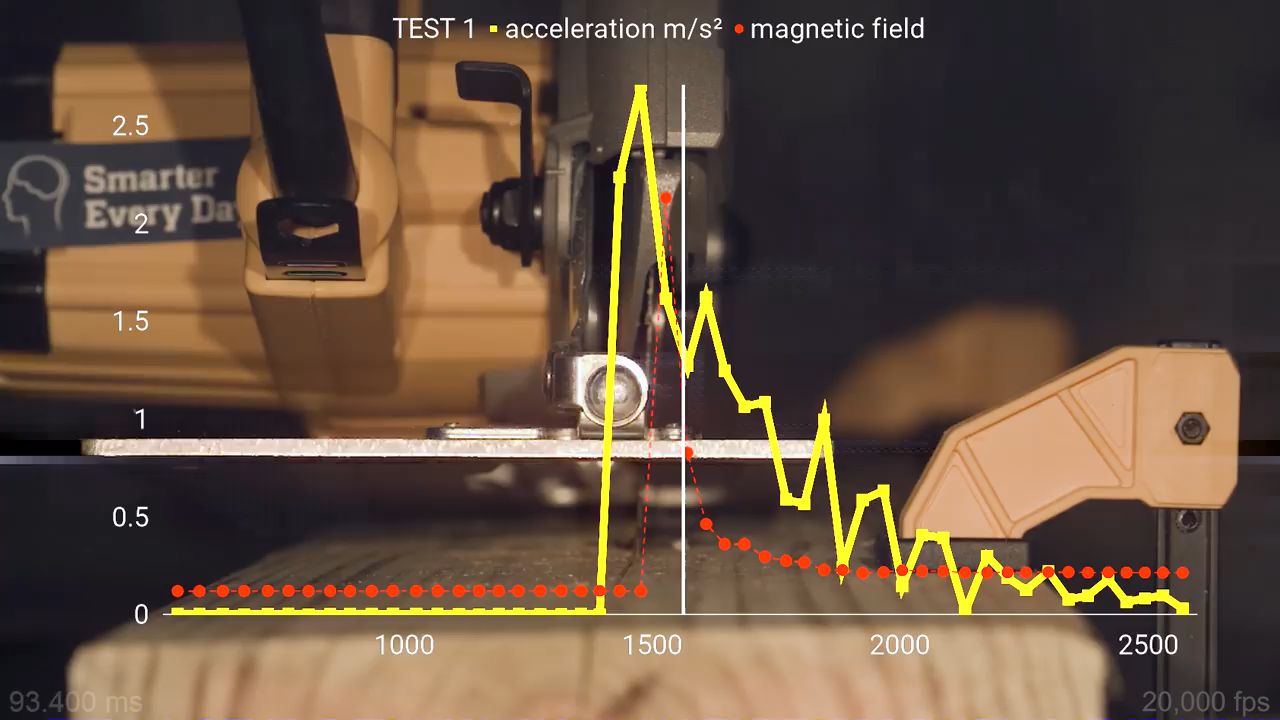 TEST 1 acceleration m/s² magnetic field
2.5
Smarter
Every Da
2
1.5
1
0.5
0
1000 1500 2000 2500
93.400 ms 20,000 fps